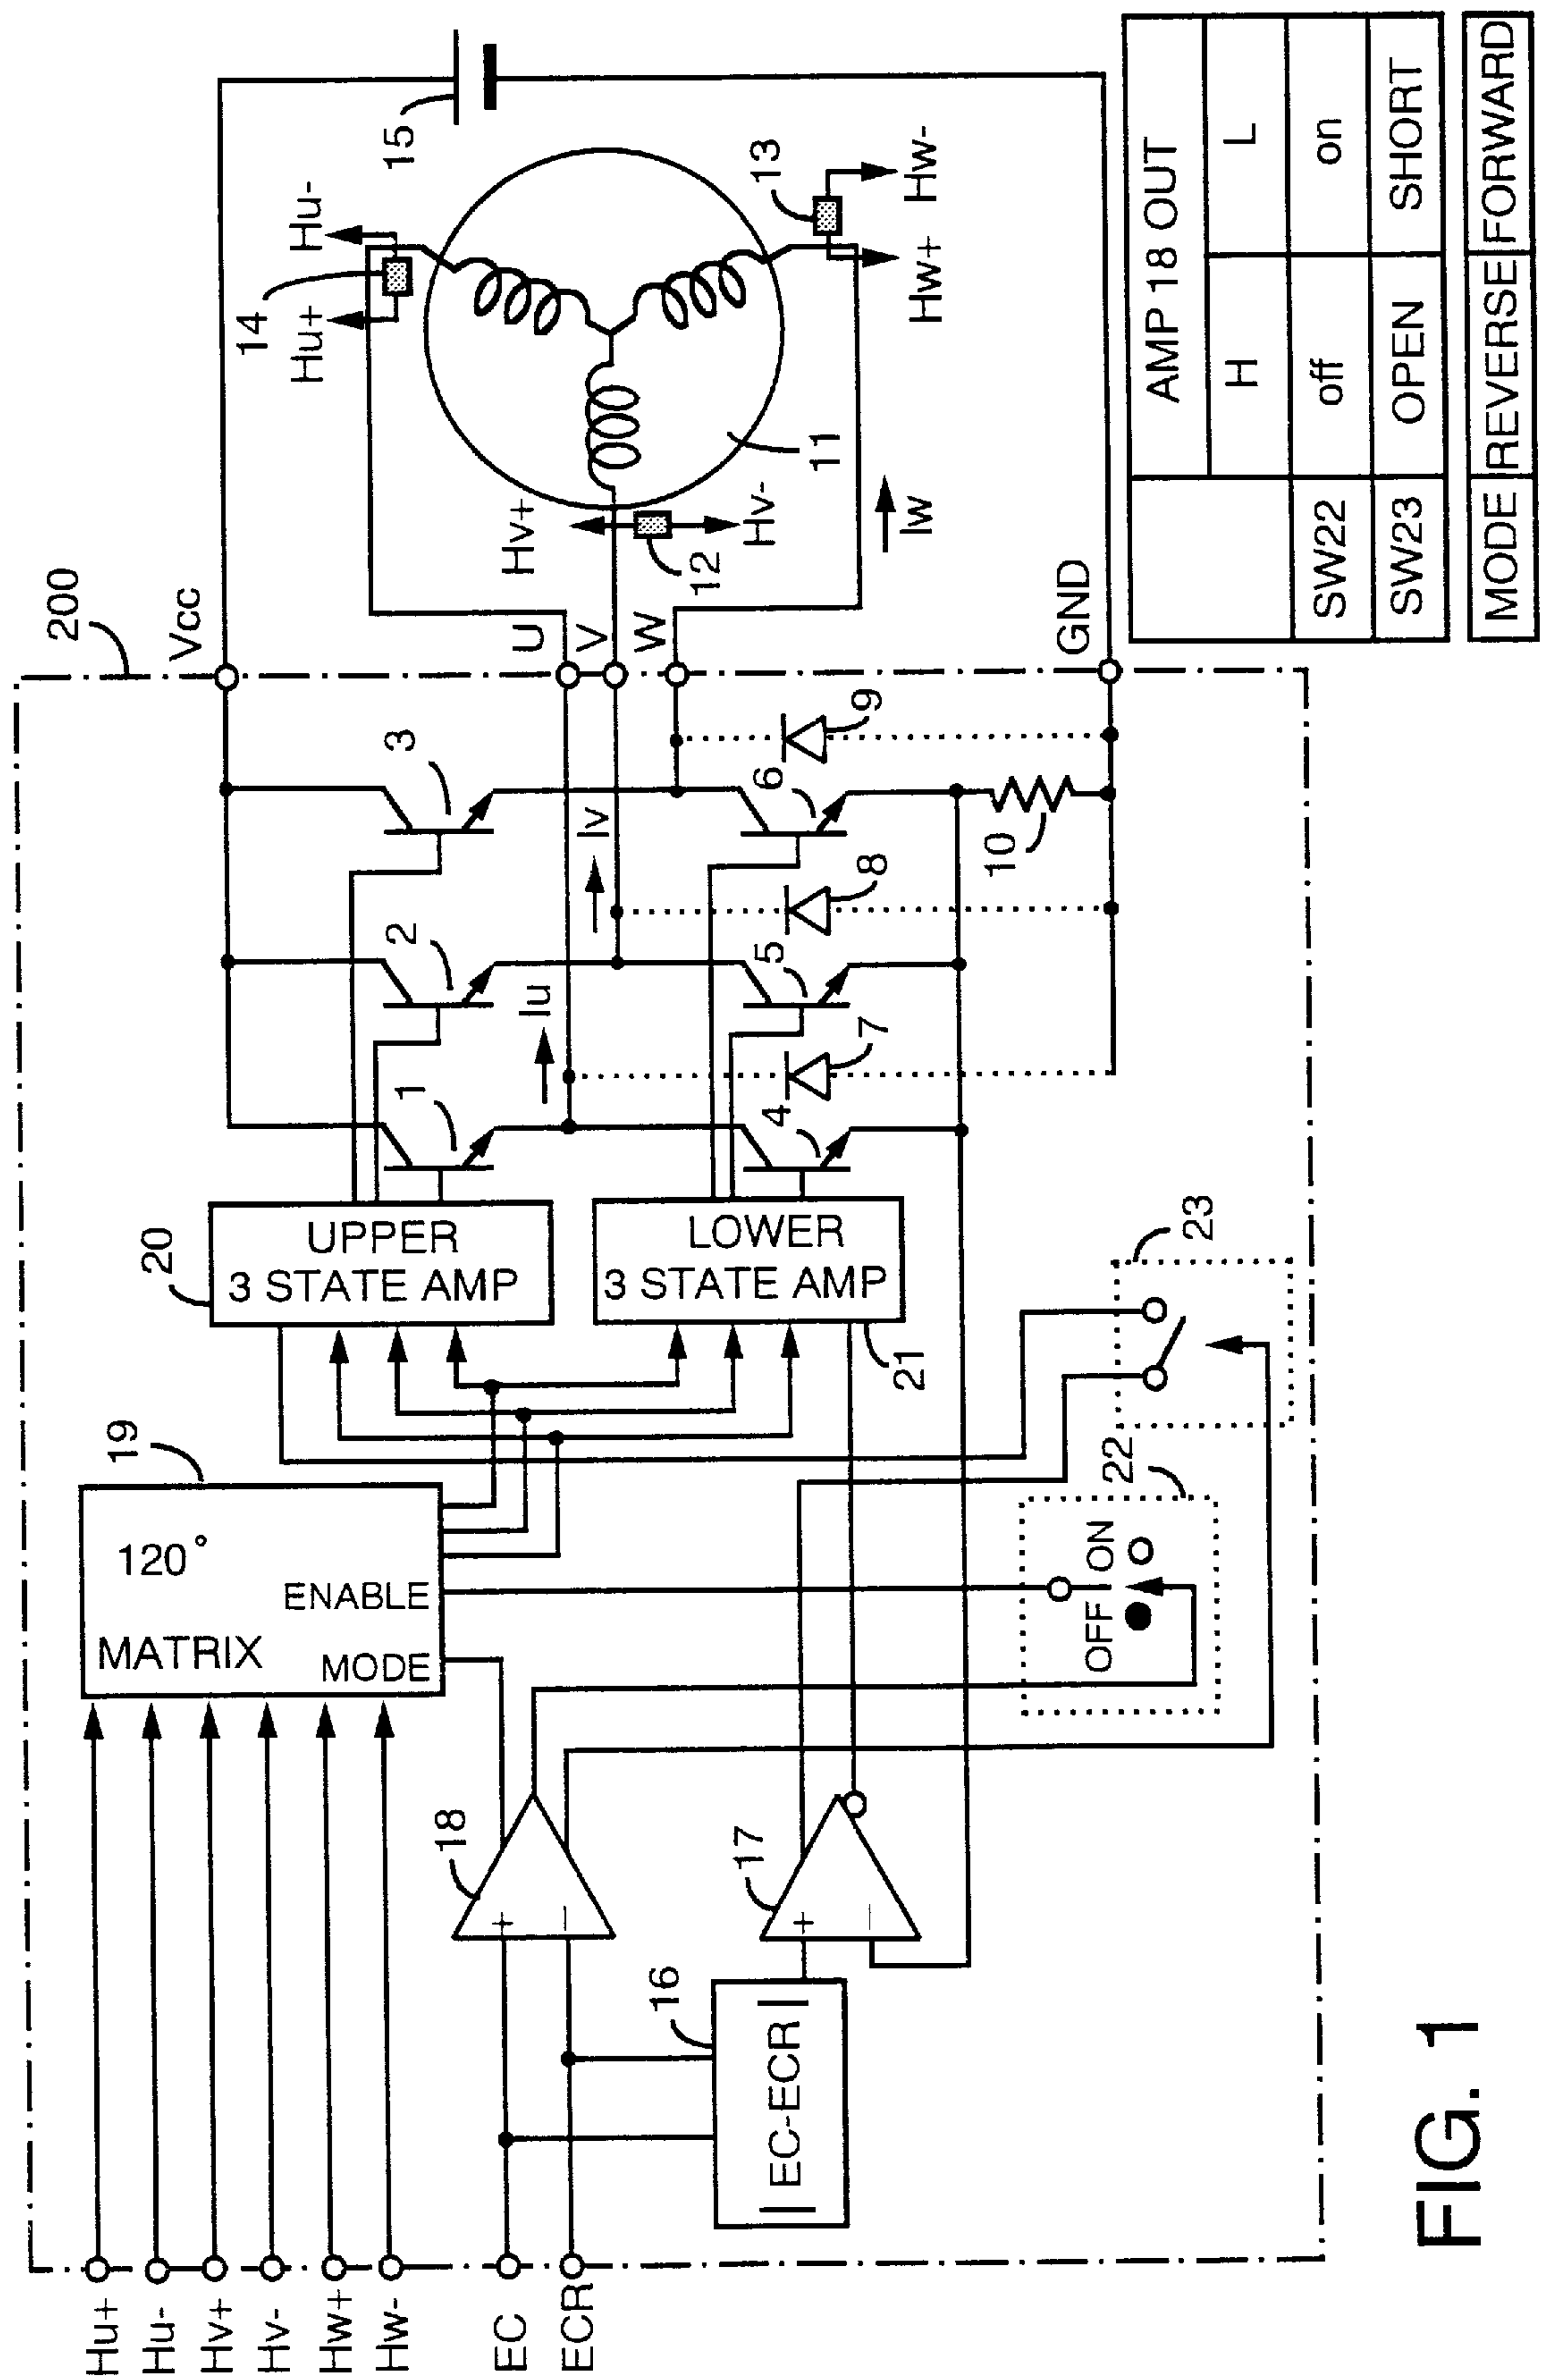 200
Vcc
15
Hu-
14
Hu+
U
V
W
Hv+
12
Hv-
11
13
Hw-
Hw+
Iw
GND
20
UPPER
3 STATE AMP
1
2
3
Iu
Iv
LOWER
3 STATE AMP
21
4
5
6
7
8
9
10
19
120°
MATRIX
ENABLE
MODE
Hu+
Hu-
Hv+
Hv-
Hw+
Hw-
EC
ECR
18
+
−
16
| EC-ECR |
17
+
−
22
OFF
ON
23
AMP 18 OUT
H L
SW22 off on
SW23 OPEN SHORT
MODE REVERSE FORWARD
FIG. 1